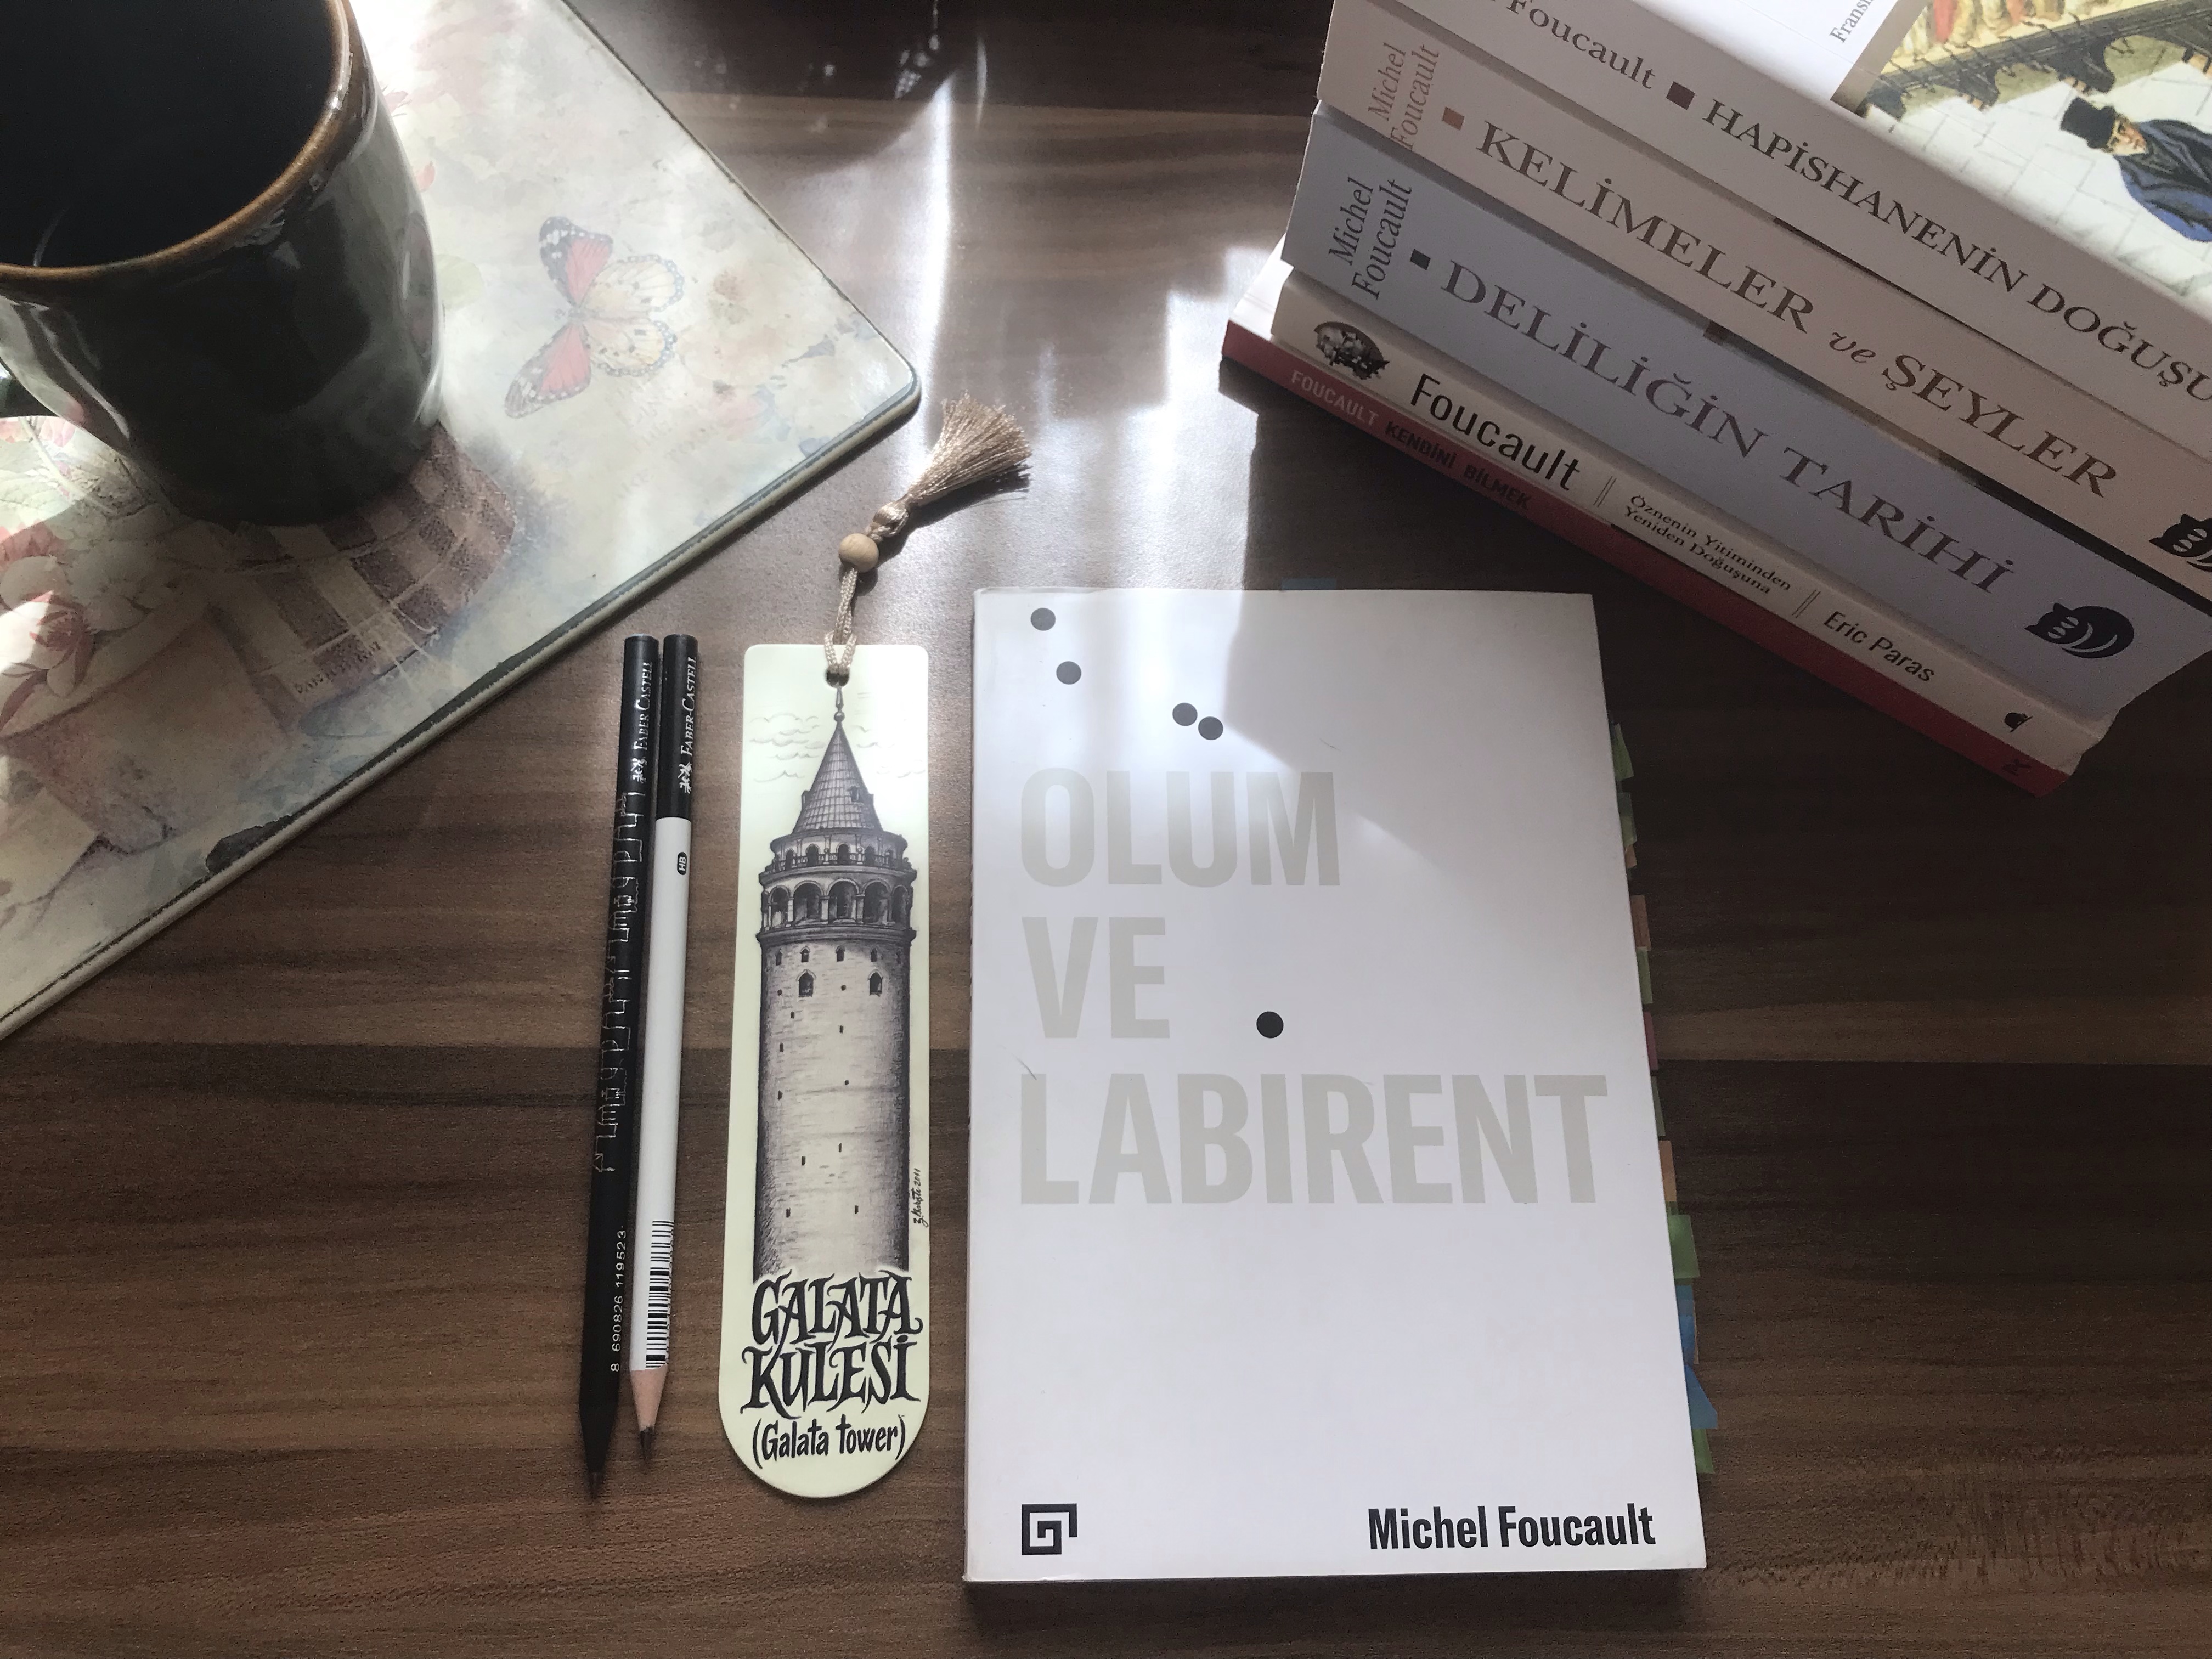 Foucault ▪ HAPİSHANENİN DOĞUŞU
Michel
Foucault
▪ KELİMELER ve ŞEYLER
Michel
Foucault
▪ DELİLİĞİN TARİHİ
Foucault
Öznenin Yitiminden
Yeniden Doğuşuna
Eric Paras
FOUCAULT KENDİNİ BİLMEK
FABER-CASTELL
8 690826 119523
FABER-CASTELL
HB
GALATA
KULESİ
(Galata tower)
OLUM
VE
LABIRENT
Michel Foucault